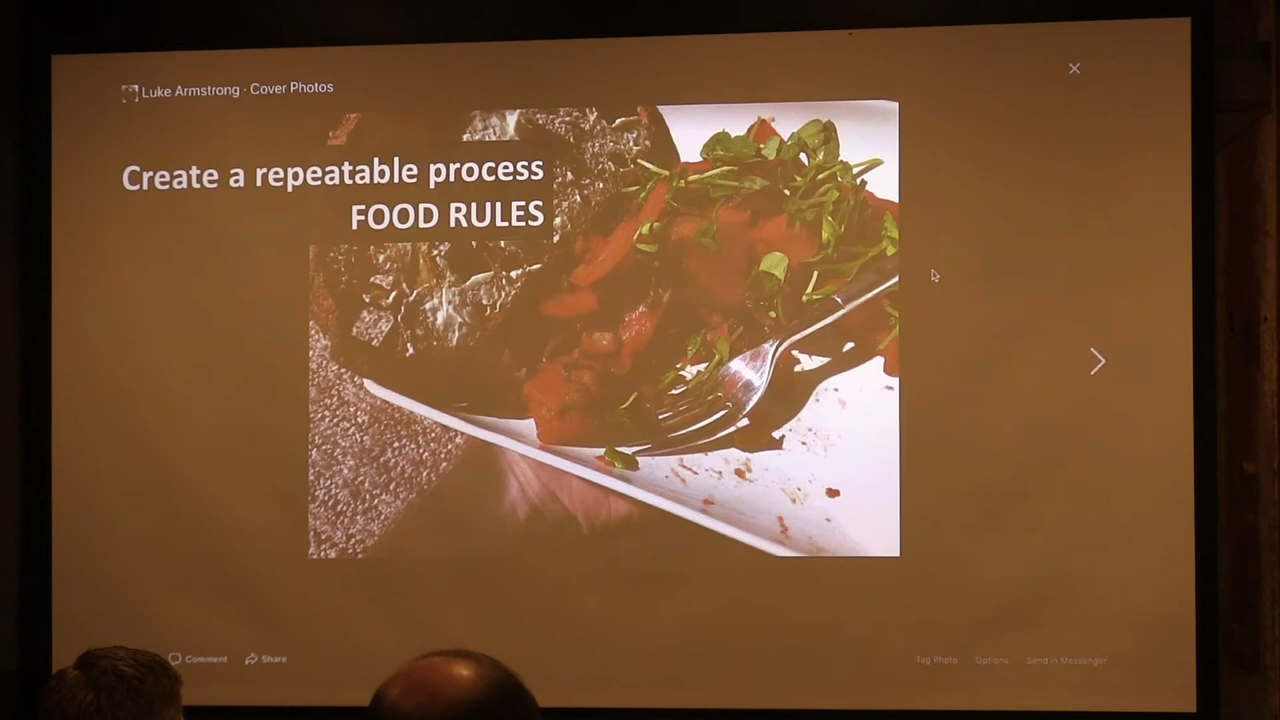 Luke Armstrong · Cover Photos
Create a repeatable process
FOOD RULES
Comment Share
Tag Photo Options Send in Messenger